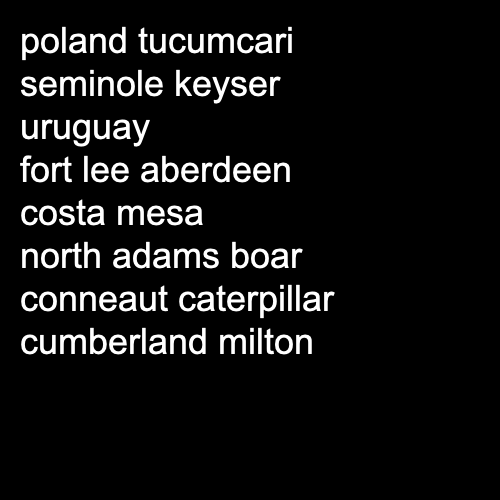 poland tucumcari
seminole keyser
uruguay
fort lee aberdeen
costa mesa
north adams boar
conneaut caterpillar
cumberland milton